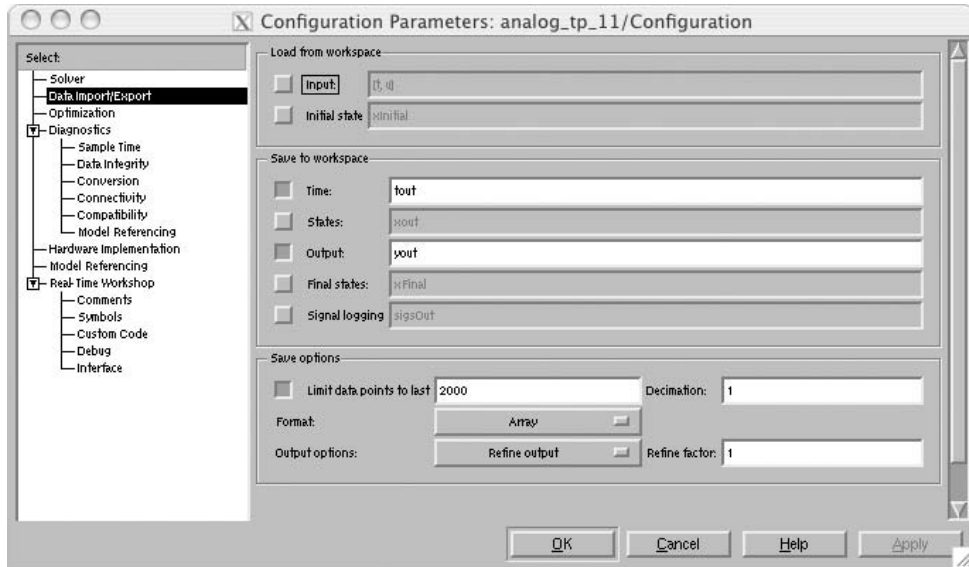 Configuration Parameters: analog_tp_11/Configuration
Select:
Solver
Data Import/Export
Optimization
Diagnostics
Sample Time
Data Integrity
Conversion
Connectivity
Compatibility
Model Referencing
Hardware Implementation
Model Referencing
Real-Time Workshop
Comments
Symbols
Custom Code
Debug
Interface
Load from workspace
Input: [t, u]
Initial state xInitial
Save to workspace
Time: tout
States: xout
Output: yout
Final states: xFinal
Signal logging sigsOut
Save options
Limit data points to last 2000 Decimation: 1
Format: Array
Output options: Refine output Refine factor: 1
OK Cancel Help Apply